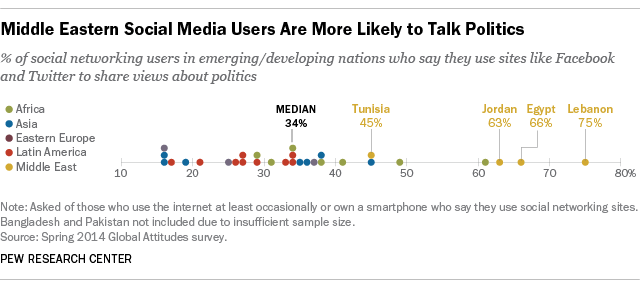 Middle Eastern Social Media Users Are More Likely to Talk Politics
% of social networking users in emerging/developing nations who say they use sites like Facebook
and Twitter to share views about politics
Africa
Asia
Eastern Europe
Latin America
Middle East
MEDIAN
34%
Tunisia
45%
Jordan
63%
Egypt
66%
Lebanon
75%
10 20 30 40 50 60 70 80%
Note: Asked of those who use the internet at least occasionally or own a smartphone who say they use social networking sites.
Bangladesh and Pakistan not included due to insufficient sample size.
Source: Spring 2014 Global Attitudes survey.
PEW RESEARCH CENTER